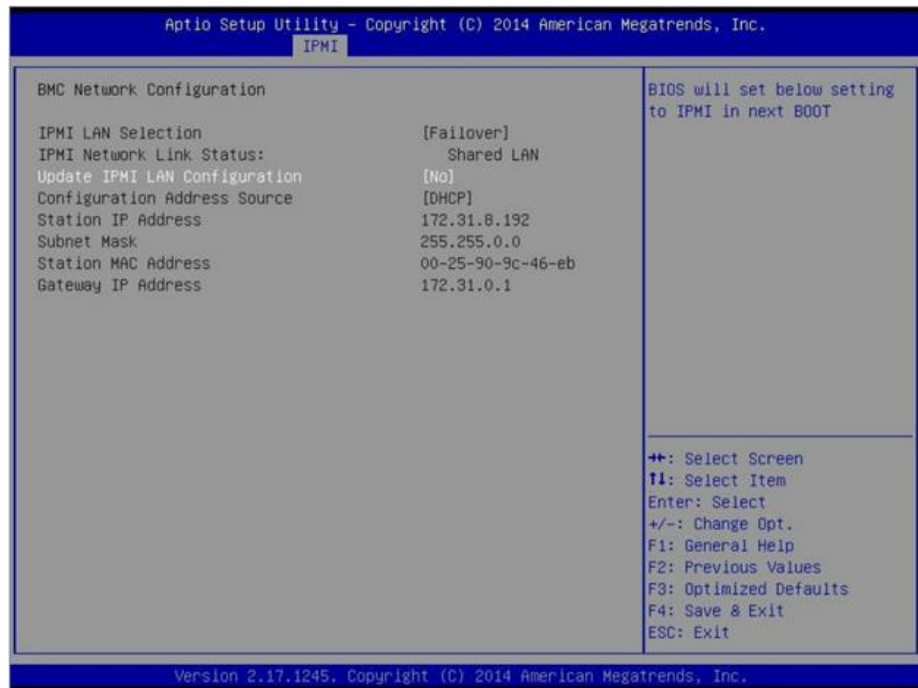 Aptio Setup Utility – Copyright (C) 2014 American Megatrends, Inc.
IPMI
BMC Network Configuration
IPMI LAN Selection [Failover]
IPMI Network Link Status: Shared LAN
Update IPMI LAN Configuration [No]
Configuration Address Source [DHCP]
Station IP Address 172.31.8.192
Subnet Mask 255.255.0.0
Station MAC Address 00-25-90-9c-46-eb
Gateway IP Address 172.31.0.1
BIOS will set below setting
to IPMI in next BOOT
→←: Select Screen
↑↓: Select Item
Enter: Select
+/-: Change Opt.
F1: General Help
F2: Previous Values
F3: Optimized Defaults
F4: Save & Exit
ESC: Exit
Version 2.17.1245. Copyright (C) 2014 American Megatrends, Inc.